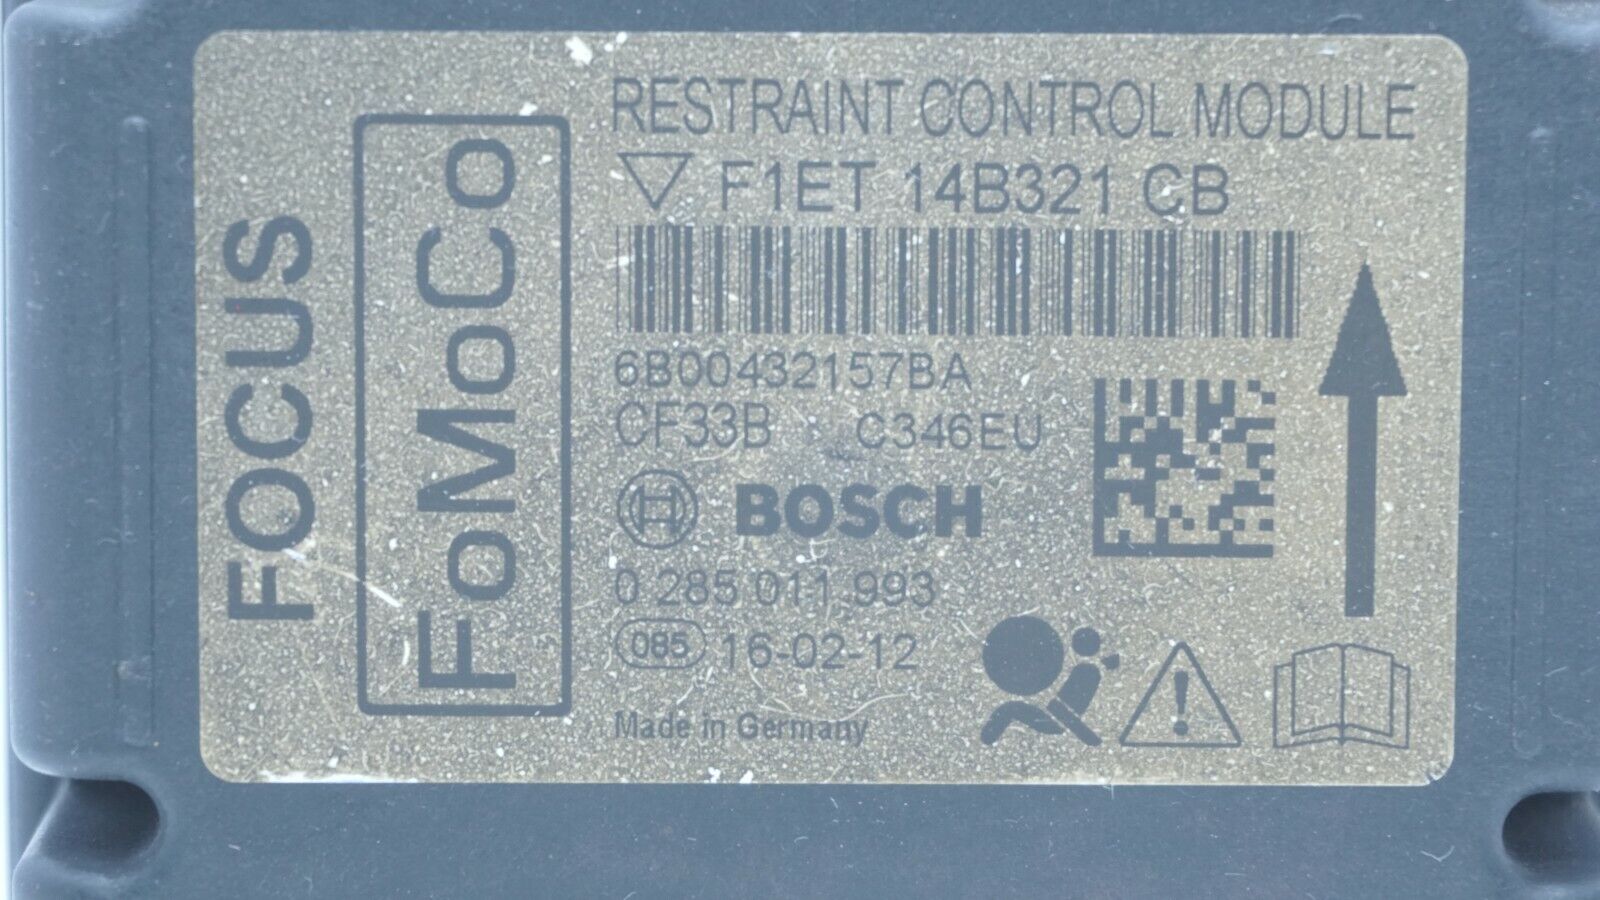 RESTRAINT CONTROL MODULE
F1ET 14B321 CB
6B00432157BA
CF33B C346EU
BOSCH
0 285 011 993
085 16-02-12
Made in Germany
FoMoCo
FOCUS